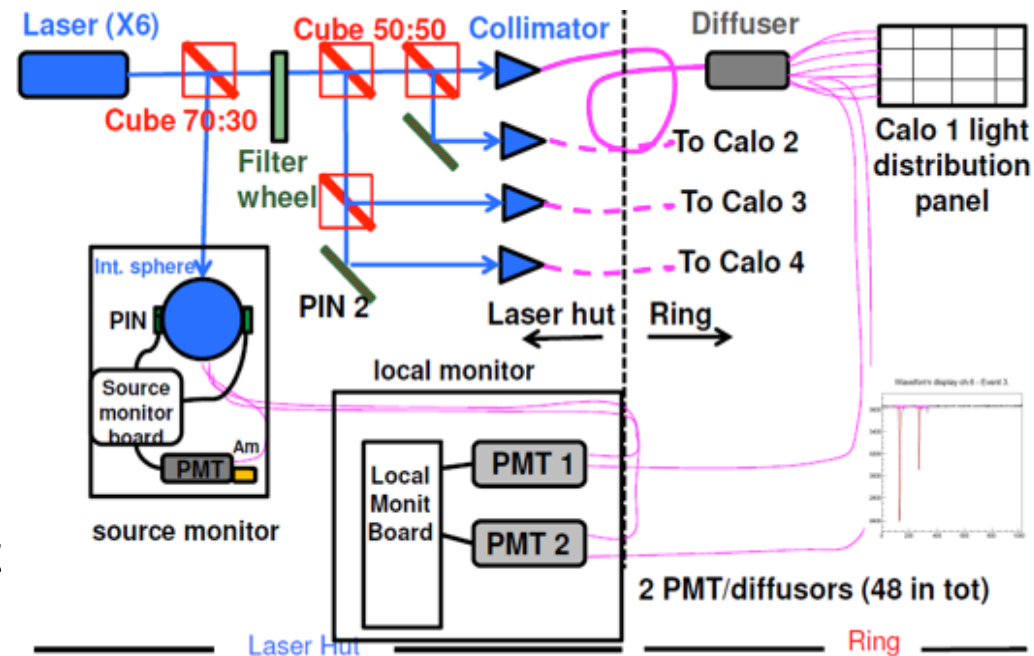 Laser (X6)
Cube 50:50
Collimator
Diffuser
Cube 70:30
Filter
wheel
To Calo 2
Calo 1 light
distribution
panel
To Calo 3
To Calo 4
Int. sphere
PIN
PIN 2
Laser hut
Ring
Source
monitor
board
Am
PMT
source monitor
local monitor
Local
Monit
Board
PMT 1
PMT 2
2 PMT/diffusors (48 in tot)
Laser Hut
Ring